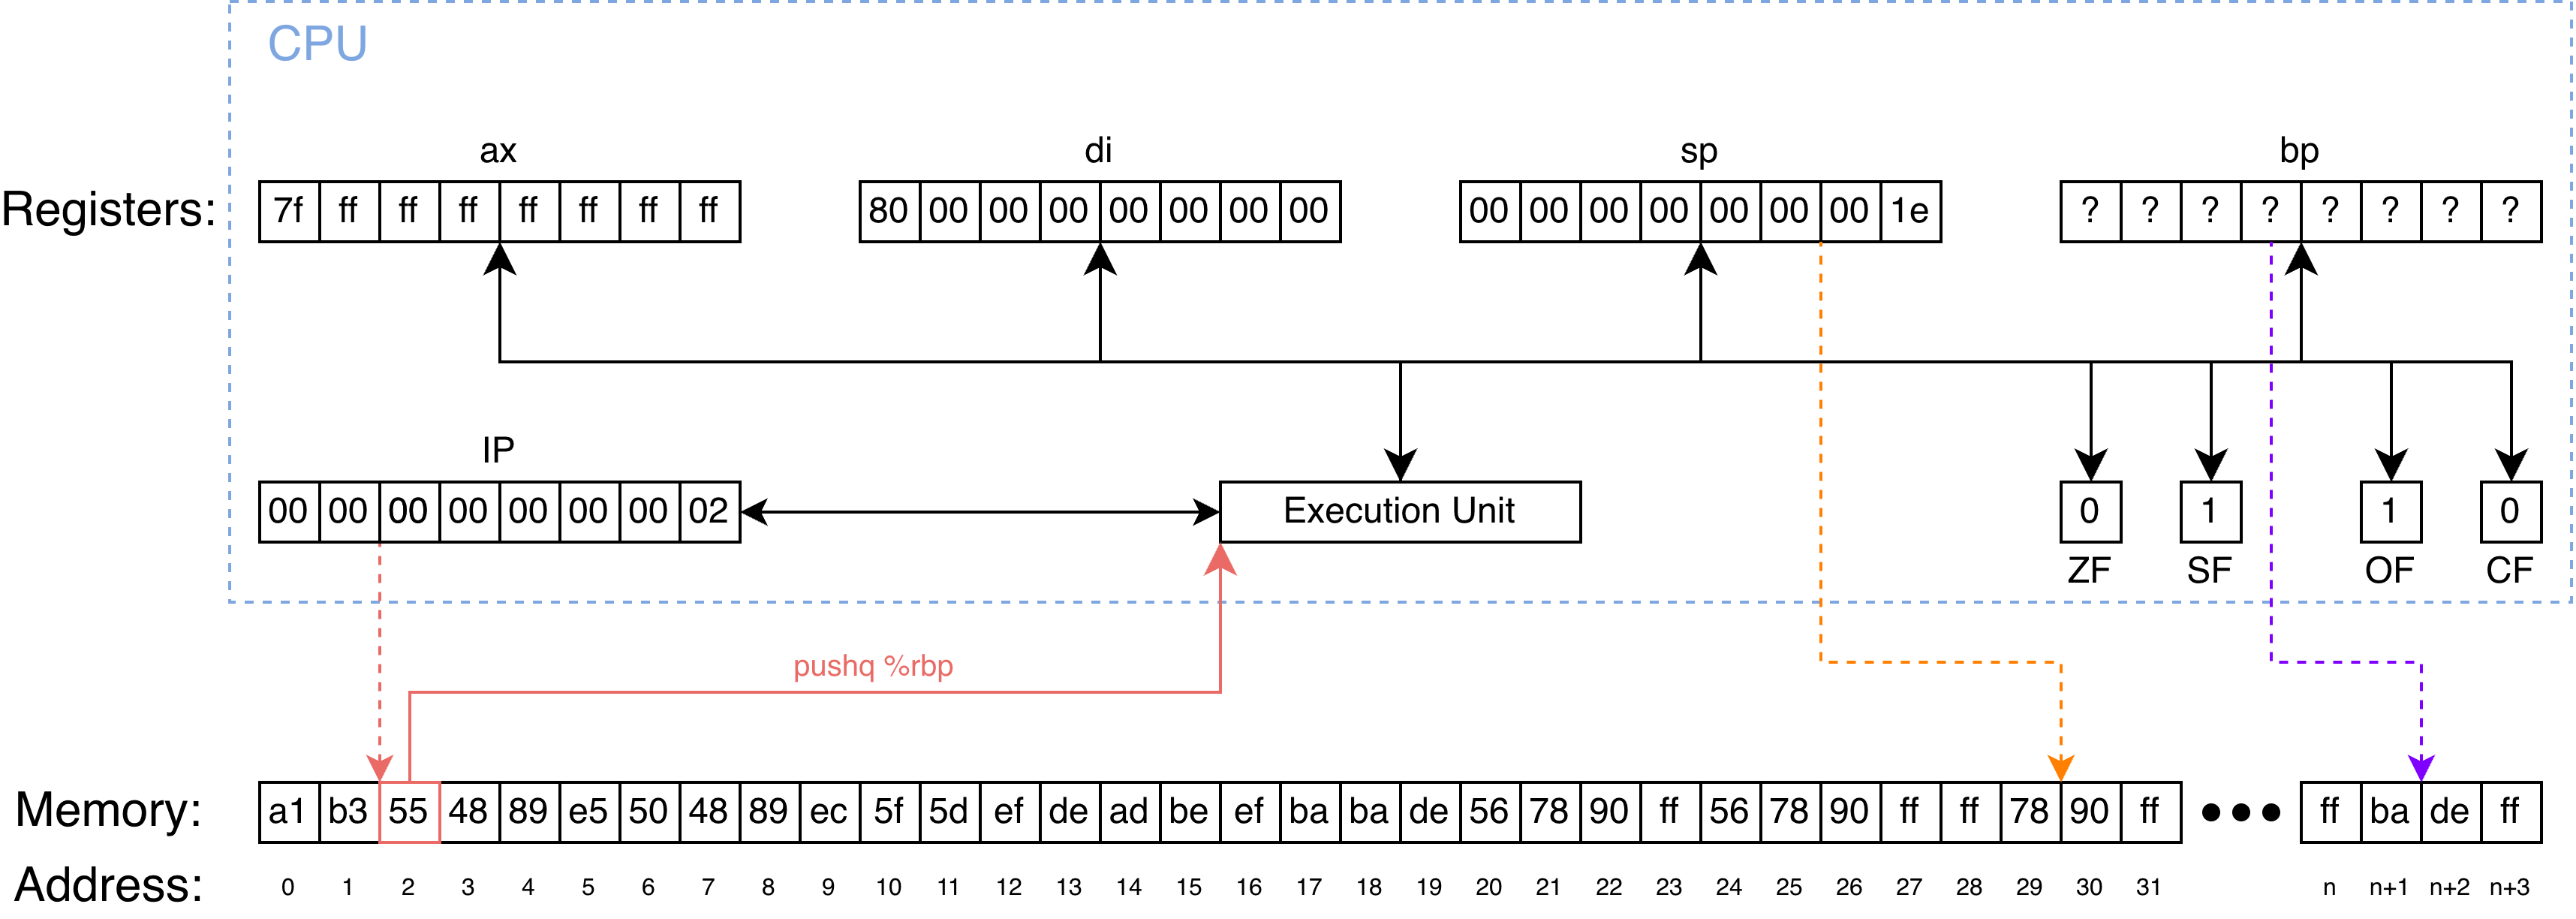 CPU
ax di sp bp
Registers: 7f ff ff ff ff ff ff ff 80 00 00 00 00 00 00 00 00 00 00 00 00 00 00 1e ? ? ? ? ? ? ? ?
IP
00 00 00 00 00 00 00 02 Execution Unit 0 1 1 0
ZF SF OF CF
pushq %rbp
Memory: a1 b3 55 48 89 e5 50 48 89 ec 5f 5d ef de ad be ef ba ba de 56 78 90 ff 56 78 90 ff ff 78 90 ff ff ba de ff
Address: 0 1 2 3 4 5 6 7 8 9 10 11 12 13 14 15 16 17 18 19 20 21 22 23 24 25 26 27 28 29 30 31 n n+1 n+2 n+3